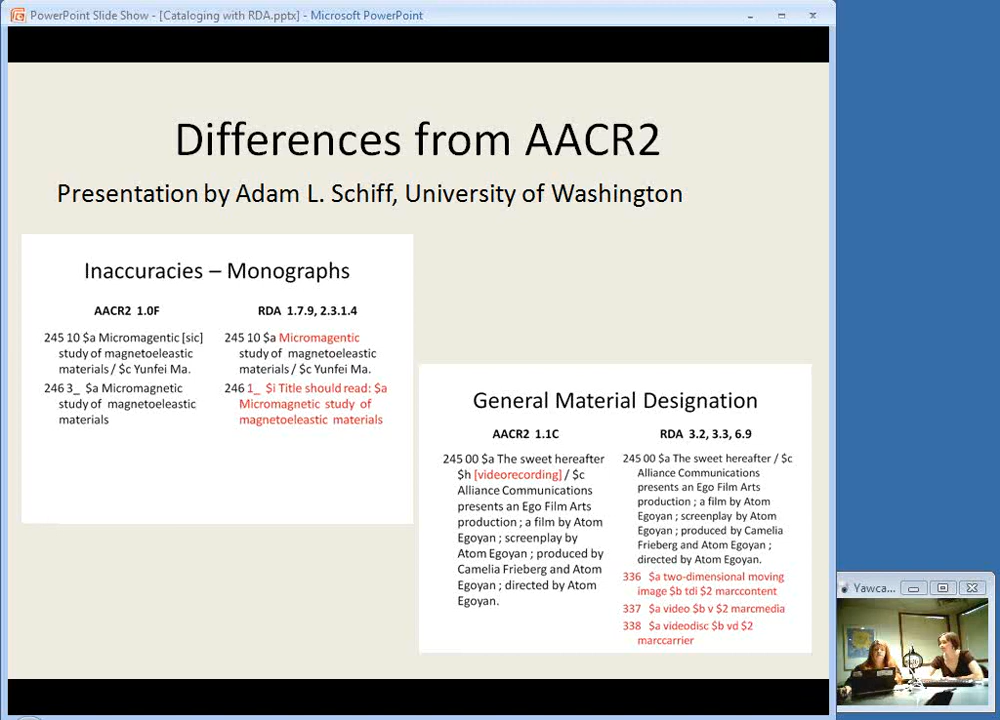 PowerPoint Slide Show - [Cataloging with RDA.pptx] - Microsoft PowerPoint
Differences from AACR2
Presentation by Adam L. Schiff, University of Washington
Inaccuracies – Monographs
AACR2 1.0F
245 10 $a Micromagentic [sic]
study of magnetoeleastic
materials / $c Yunfei Ma.
246 3_ $a Micromagnetic
study of magnetoeleastic
materials
RDA 1.7.9, 2.3.1.4
245 10 $a Micromagentic
study of magnetoeleastic
materials / $c Yunfei Ma.
246 1_ $i Title should read: $a
Micromagnetic study of
magnetoeleastic materials
General Material Designation
AACR2 1.1C
245 00 $a The sweet hereafter
$h [videorecording] / $c
Alliance Communications
presents an Ego Film Arts
production ; a film by Atom
Egoyan ; screenplay by
Atom Egoyan ; produced by
Camelia Frieberg and Atom
Egoyan ; directed by Atom
Egoyan.
RDA 3.2, 3.3, 6.9
245 00 $a The sweet hereafter / $c
Alliance Communications
presents an Ego Film Arts
production ; a film by Atom
Egoyan ; screenplay by Atom
Egoyan ; produced by Camelia
Frieberg and Atom Egoyan ;
directed by Atom Egoyan.
336 $a two-dimensional moving
image $b tdi $2 marccontent
337 $a video $b v $2 marcmedia
338 $a videodisc $b vd $2
marccarrier
Yawca...